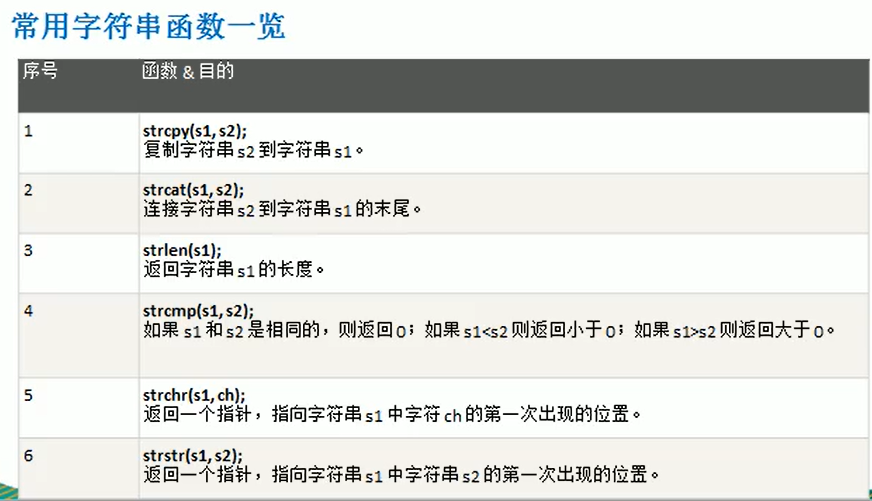 常用字符串函数一览
序号 函数 & 目的
1 strcpy(s1, s2);
复制字符串 s2 到字符串 s1。
2 strcat(s1, s2);
连接字符串 s2 到字符串 s1 的末尾。
3 strlen(s1);
返回字符串 s1 的长度。
4 strcmp(s1, s2);
如果 s1 和 s2 是相同的，则返回 0；如果 s1<s2 则返回小于 0；如果 s1>s2 则返回大于 0。
5 strchr(s1, ch);
返回一个指针，指向字符串 s1 中字符 ch 的第一次出现的位置。
6 strstr(s1, s2);
返回一个指针，指向字符串 s1 中字符串 s2 的第一次出现的位置。